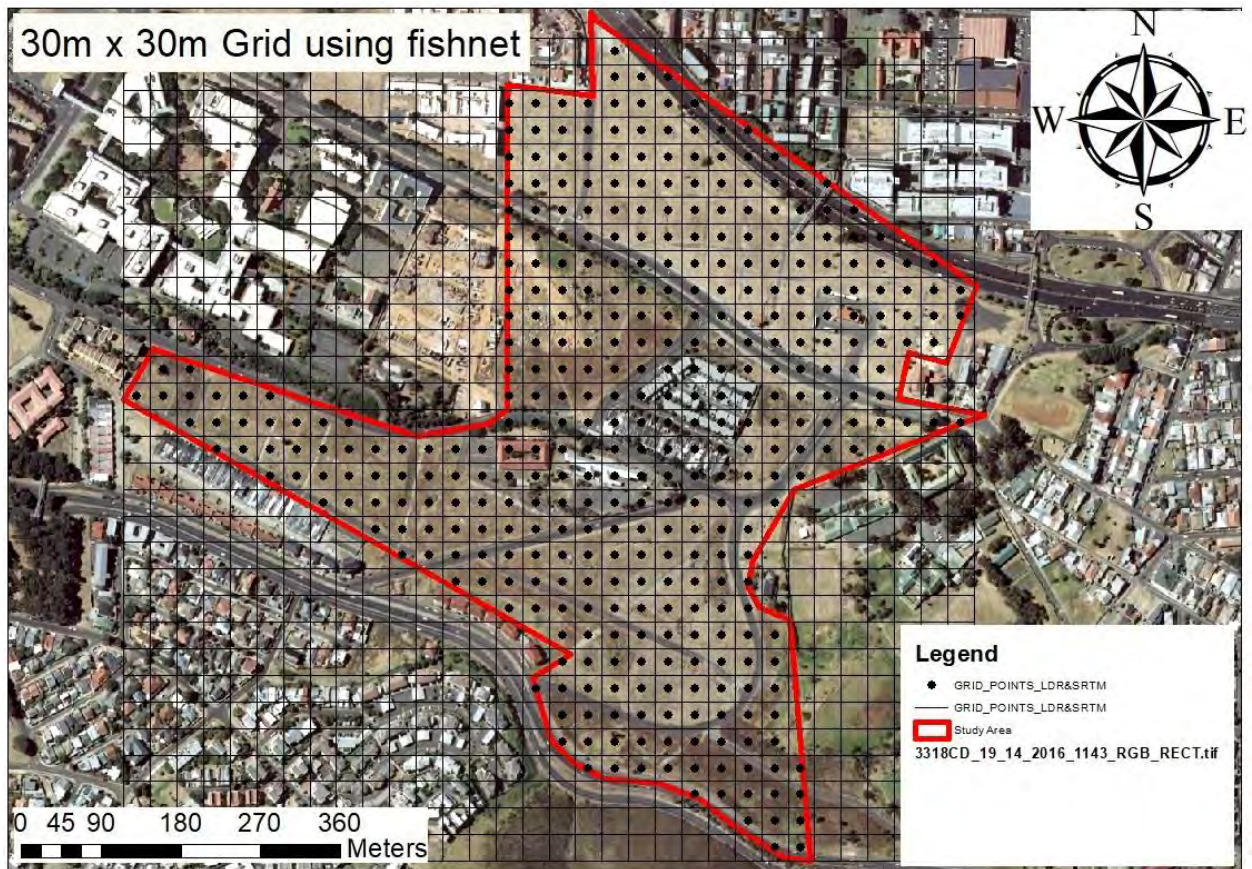 30m x 30m Grid using fishnet
N
W
E
S
Legend
GRID_POINTS_LDR&SRTM
GRID_POINTS_LDR&SRTM
Study Area
3318CD_19_14_2016_1143_RGB_RECT.tif
0 45 90 180 270 360
Meters